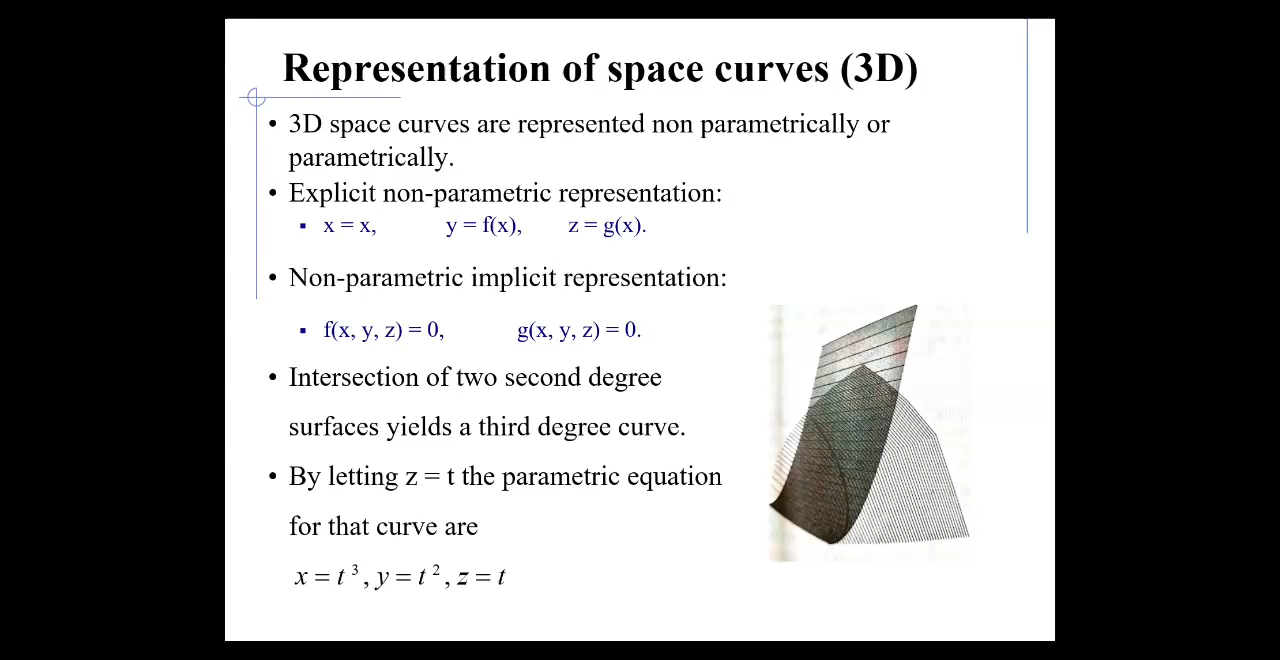 Representation of space curves (3D)
• 3D space curves are represented non parametrically or
parametrically.
• Explicit non-parametric representation:
▪ x = x, y = f(x), z = g(x).
• Non-parametric implicit representation:
▪ f(x, y, z) = 0, g(x, y, z) = 0.
• Intersection of two second degree
surfaces yields a third degree curve.
• By letting z = t the parametric equation
for that curve are
x = t³, y = t², z = t